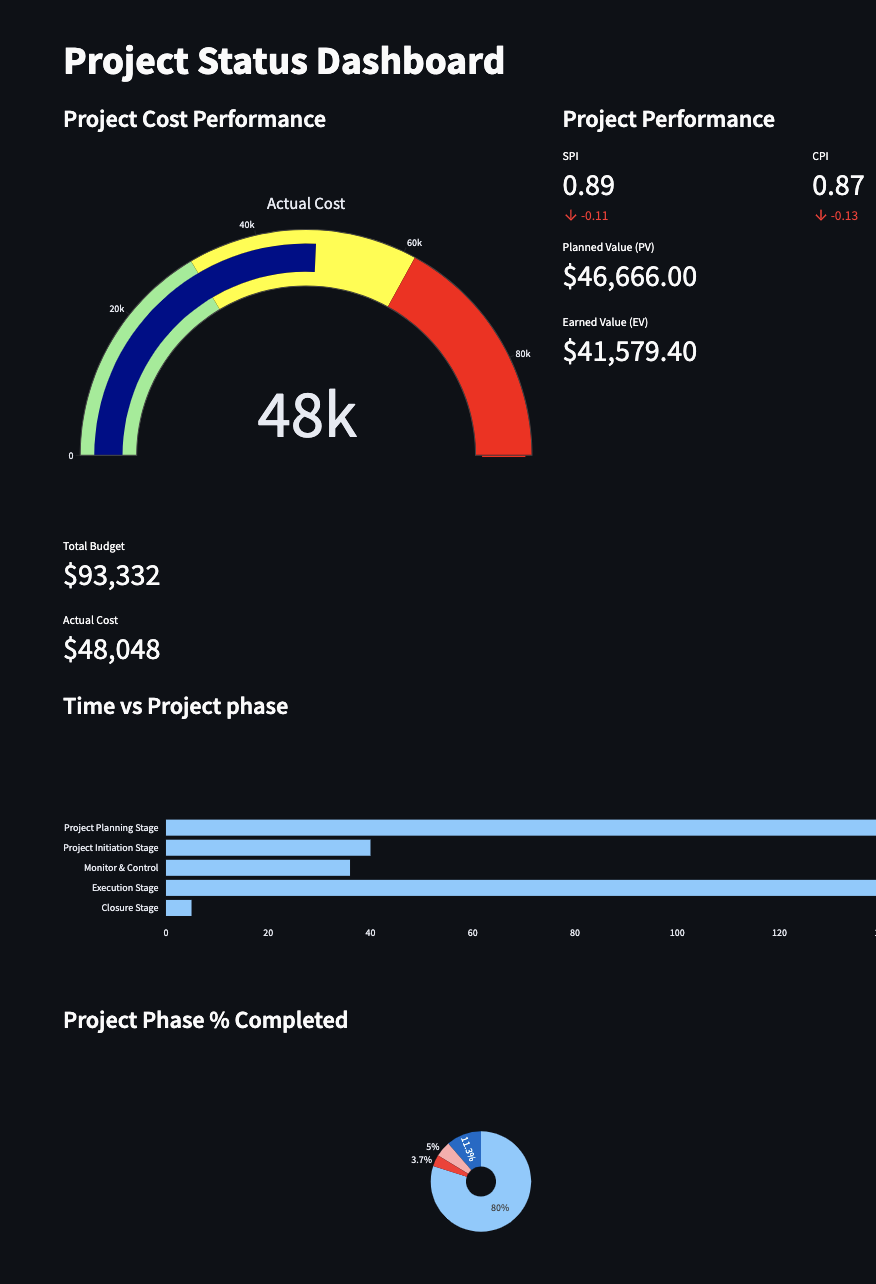 Project Status Dashboard
Project Cost Performance
Actual Cost
0
20k
40k
60k
80k
48k
Total Budget
$93,332
Actual Cost
$48,048
Project Performance
SPI
0.89
-0.11
CPI
0.87
-0.13
Planned Value (PV)
$46,666.00
Earned Value (EV)
$41,579.40
Time vs Project phase
Project Planning Stage
Project Initiation Stage
Monitor & Control
Execution Stage
Closure Stage
0 20 40 60 80 100 120
Project Phase % Completed
11.3%
5%
3.7%
80%